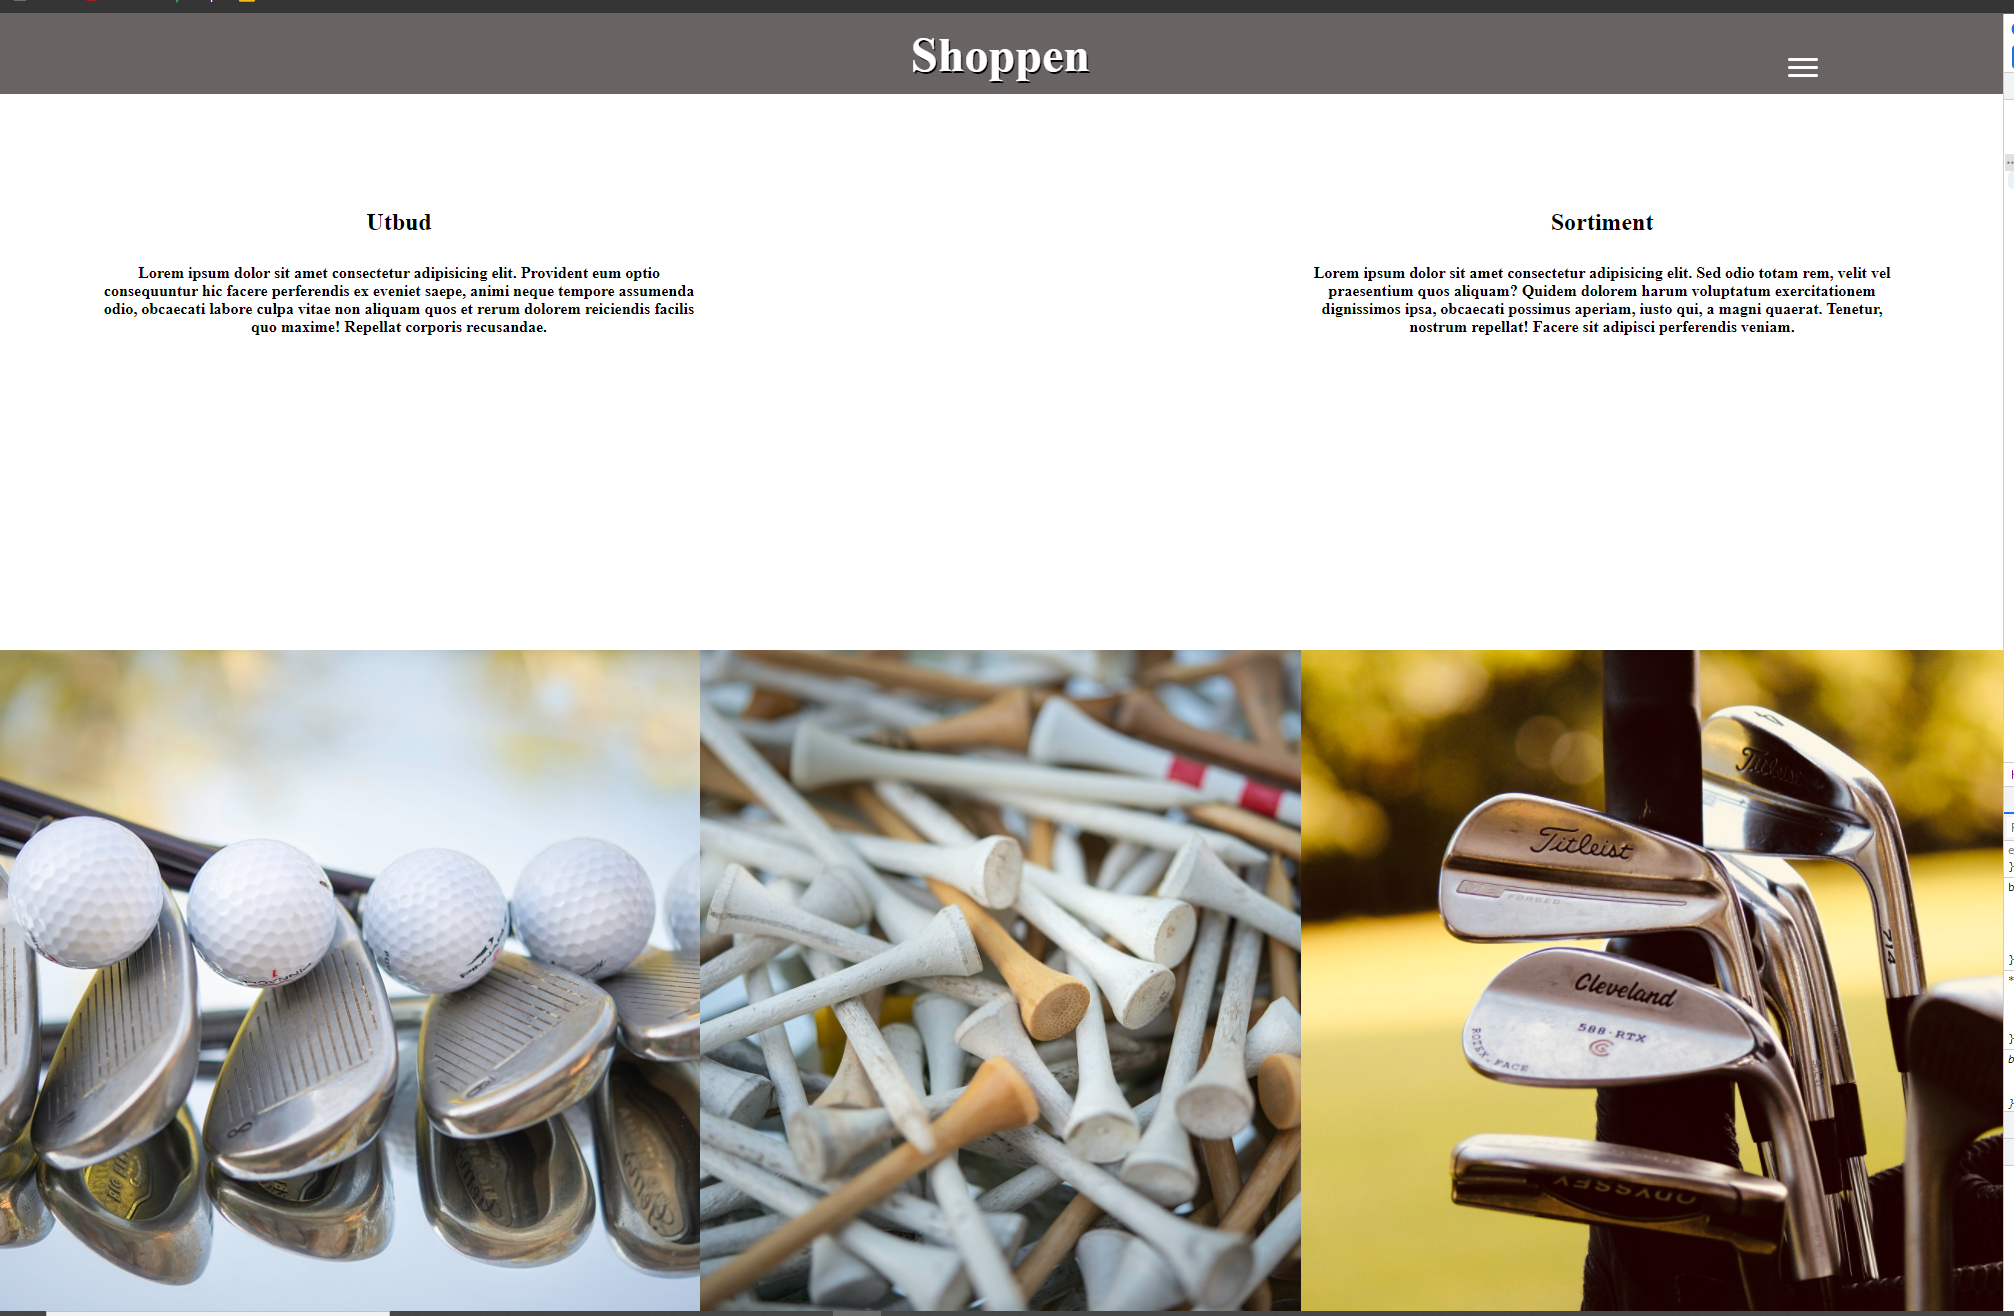 Shoppen
Utbud
Lorem ipsum dolor sit amet consectetur adipisicing elit. Provident eum optio
consequuntur hic facere perferendis ex eveniet saepe, animi neque tempore assumenda
odio, obcaecati labore culpa vitae non aliquam quos et rerum dolorem reiciendis facilis
quo maxime! Repellat corporis recusandae.
Sortiment
Lorem ipsum dolor sit amet consectetur adipisicing elit. Sed odio totam rem, velit vel
praesentium quos aliquam? Quidem dolorem harum voluptatum exercitationem
dignissimos ipsa, obcaecati possimus aperiam, iusto qui, a magni quaerat. Tenetur,
nostrum repellat! Facere sit adipisci perferendis veniam.
Titleist
Titleist
FORGED
714
Cleveland
588·RTX
ROTEX·FACE
ODYSSEY
8